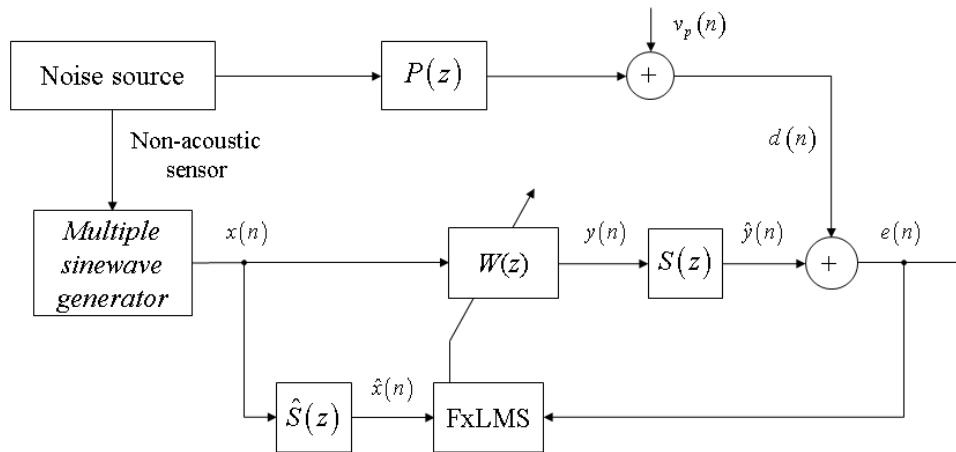 v_p(n)
Noise source
P(z)
+
Non-acoustic
sensor
d(n)
Multiple
sinewave
generator
x(n)
W(z)
y(n)
S(z)
ŷ(n)
+
e(n)
Ŝ(z)
x̂(n)
FxLMS